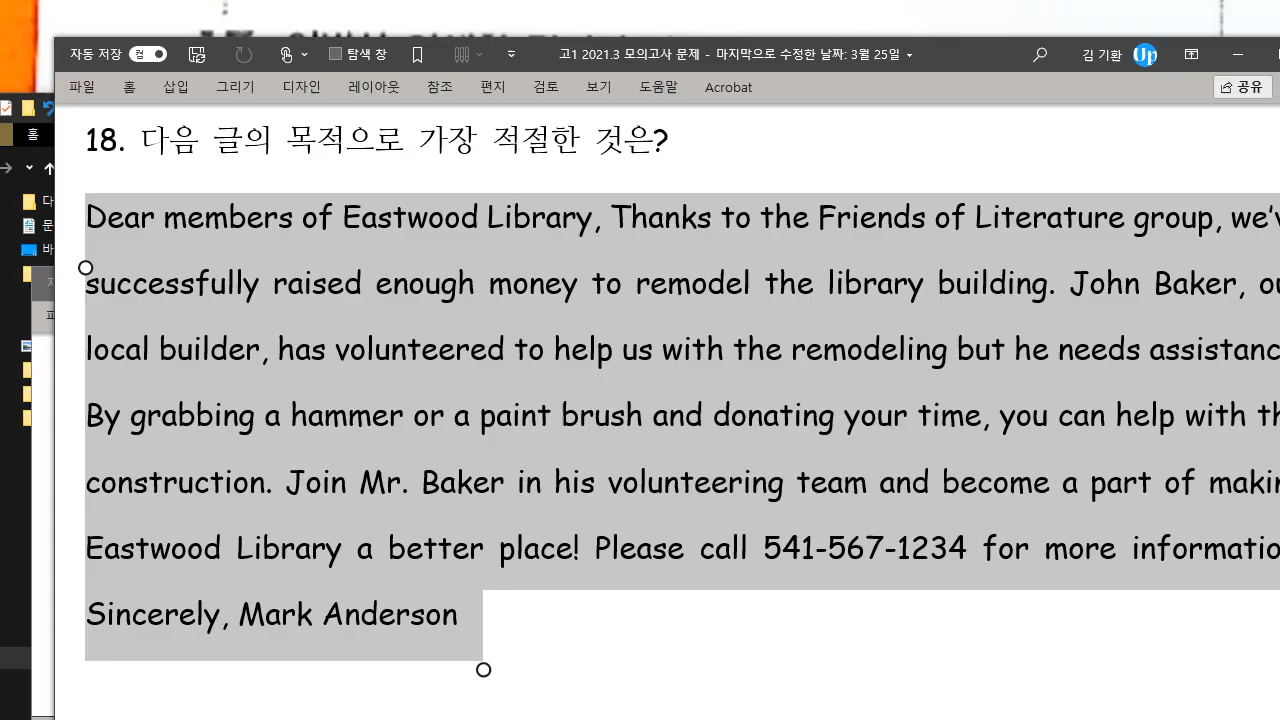 자동 저장 컴 탐색 창 고1 2021.3 모의고사 문제 - 마지막으로 수정한 날짜: 3월 25일 김 기환 Up
파일 홈 삽입 그리기 디자인 레이아웃 참조 편지 검토 보기 도움말 Acrobat 공유
홈
18. 다음 글의 목적으로 가장 적절한 것은?
Dear members of Eastwood Library, Thanks to the Friends of Literature group,
successfully raised enough money to remodel the library building. John Baker,
local builder, has volunteered to help us with the remodeling but he needs
By grabbing a hammer or a paint brush and donating your time, you can help with
construction. Join Mr. Baker in his volunteering team and become a part of
Eastwood Library a better place! Please call 541-567-1234 for more
Sincerely, Mark Anderson